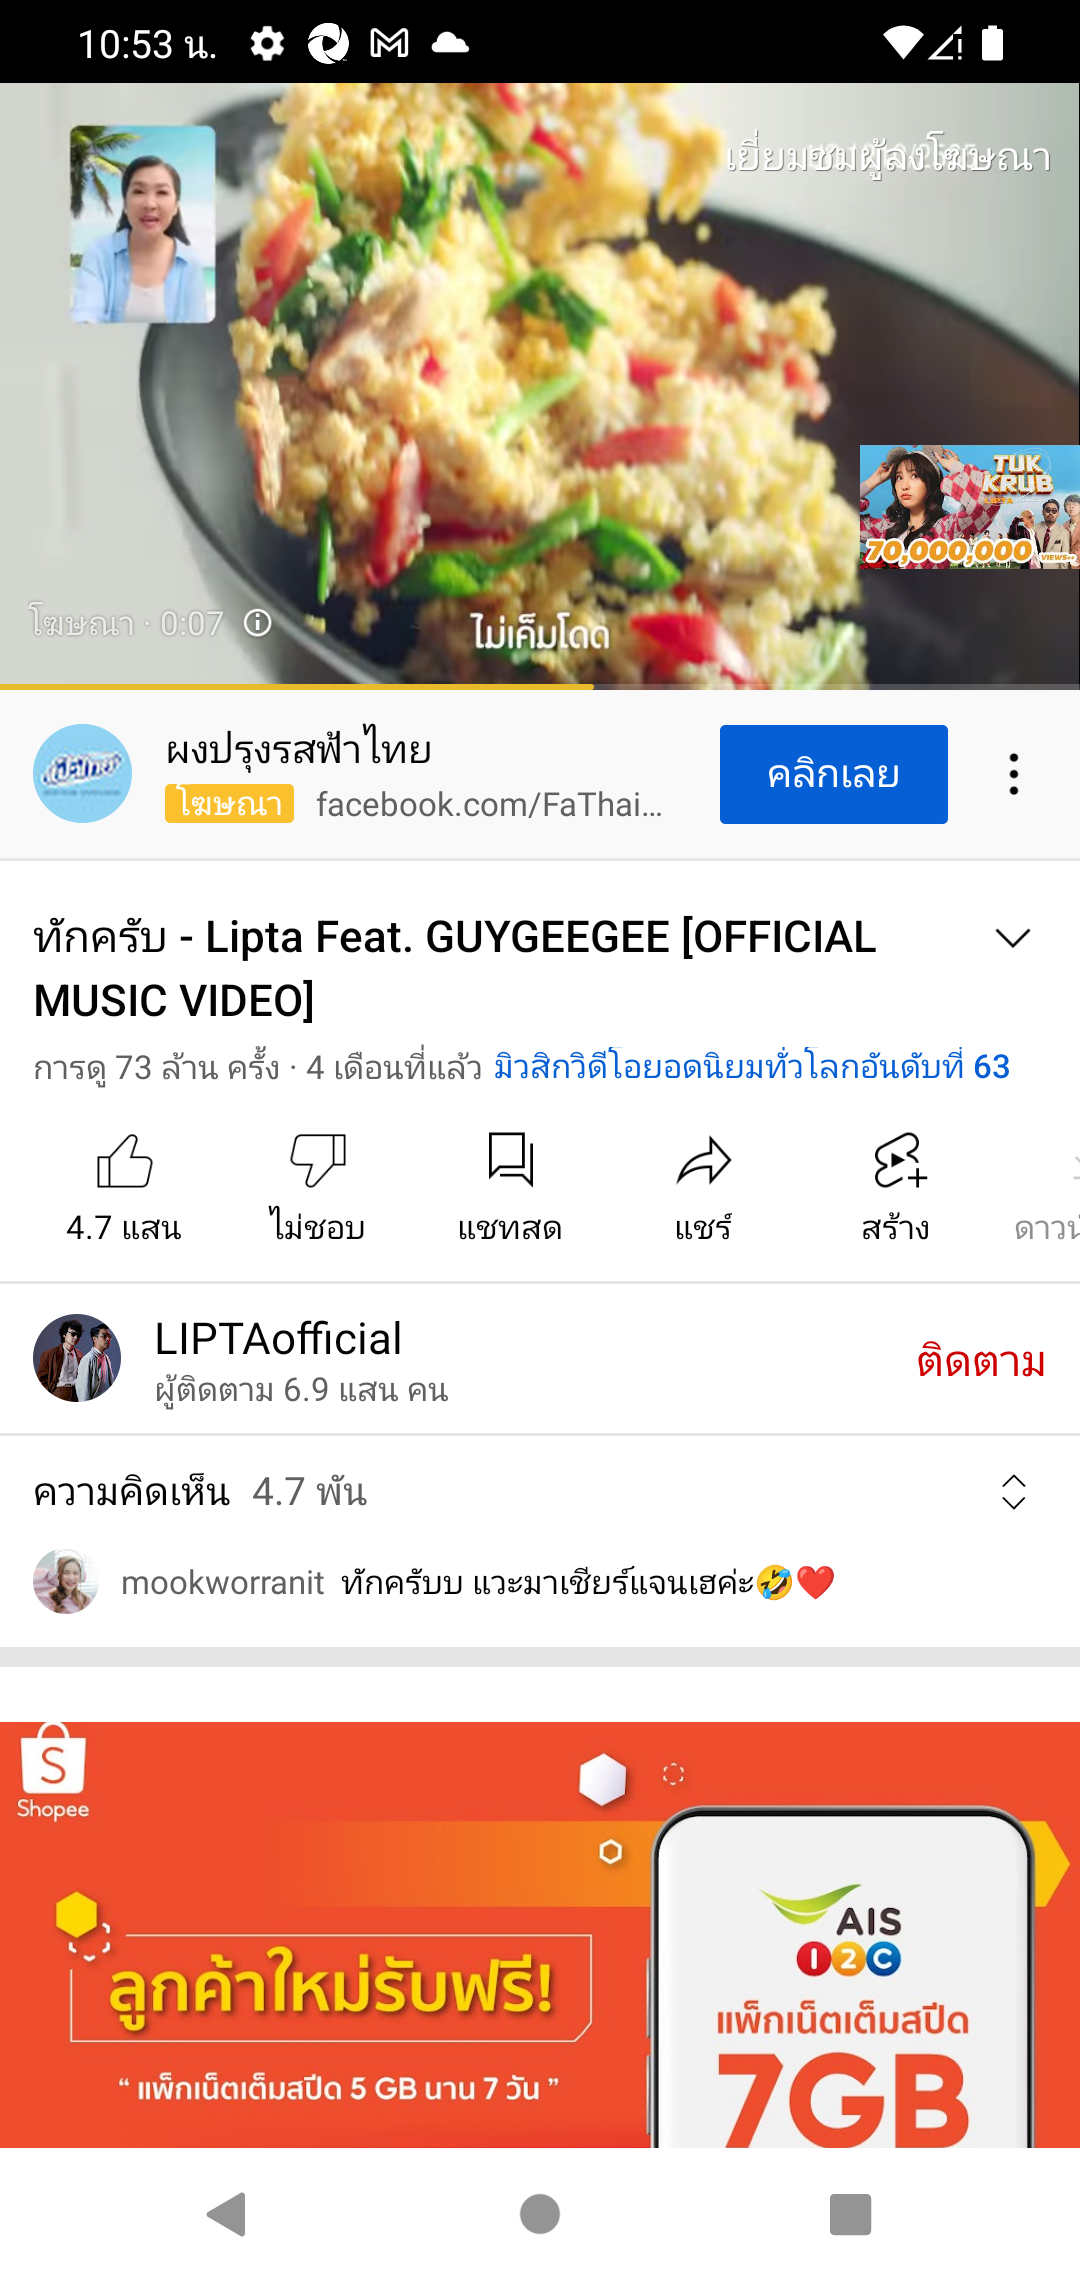 10:53 น.
เยี่ยมชมผู้ลงโฆษณา
TUK
KRUB
70,000,000 VIEWS++
โฆษณา · 0:07
ไม่เค็มโดด
ผงปรุงรสฟ้าไทย
คลิกเลย
โฆษณา facebook.com/FaThai...
ทักครับ - Lipta Feat. GUYGEEGEE [OFFICIAL
MUSIC VIDEO]
การดู 73 ล้าน ครั้ง · 4 เดือนที่แล้ว มิวสิกวิดีโอยอดนิยมทั่วโลกอันดับที่ 63
4.7 แสน ไม่ชอบ แชทสด แชร์ สร้าง
LIPTAofficial
ผู้ติดตาม 6.9 แสน คน
ติดตาม
ความคิดเห็น 4.7 พัน
mookworranit ทักครับบ แวะมาเชียร์แจนเฮค่ะ🤣❤️
S
Shopee
ลูกค้าใหม่รับฟรี!
“ แพ็กเน็ตเต็มสปีด 5 GB นาน 7 วัน ”
AIS
I2C
แพ็กเน็ตเต็มสปีด
7GB